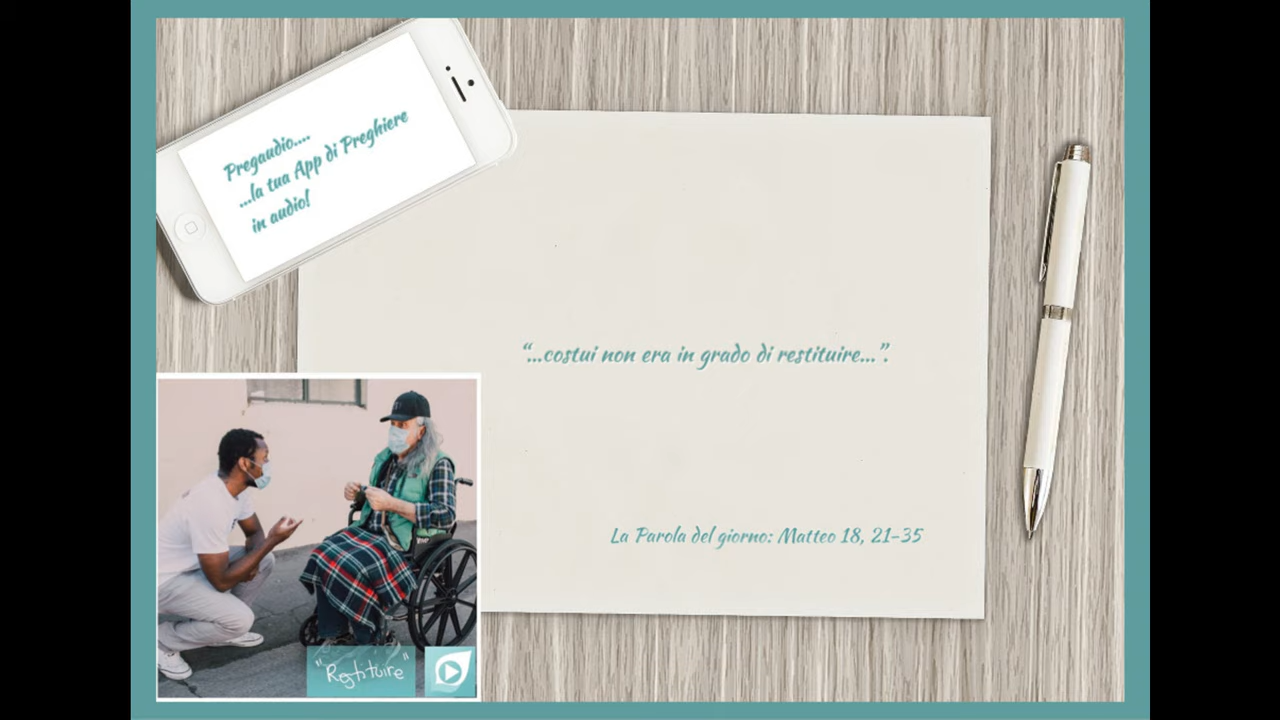 Pregaudio....
...la tua App di Preghiere
in audio!
“...costui non era in grado di restituire...”.
La Parola del giorno: Matteo 18, 21-35
"Restituire"